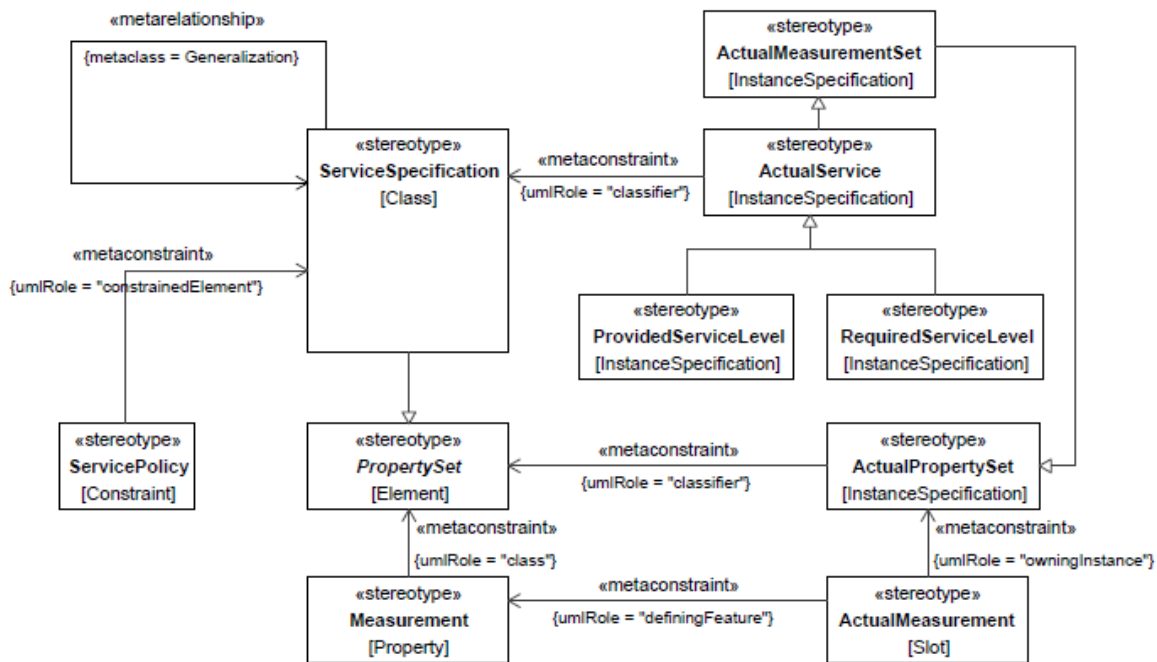 «metarelationship»
{metaclass = Generalization}
«stereotype»
ActualMeasurementSet
[InstanceSpecification]
«stereotype»
ServiceSpecification
[Class]
«metaconstraint»
{umlRole = "classifier"}
«stereotype»
ActualService
[InstanceSpecification]
«metaconstraint»
{umlRole = "constrainedElement"}
«stereotype»
ProvidedServiceLevel
[InstanceSpecification]
«stereotype»
RequiredServiceLevel
[InstanceSpecification]
«stereotype»
ServicePolicy
[Constraint]
«stereotype»
PropertySet
[Element]
«metaconstraint»
{umlRole = "classifier"}
«stereotype»
ActualPropertySet
[InstanceSpecification]
«metaconstraint»
{umlRole = "class"}
«metaconstraint»
{umlRole = "owningInstance"}
«stereotype»
Measurement
[Property]
«metaconstraint»
{umlRole = "definingFeature"}
«stereotype»
ActualMeasurement
[Slot]